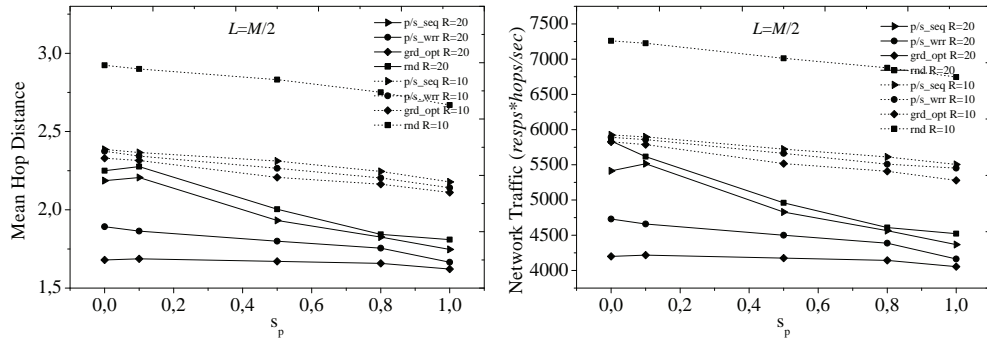 L=M/2
p/s_seq R=20
p/s_wrr R=20
grd_opt R=20
rnd R=20
p/s_seq R=10
p/s_wrr R=10
grd_opt R=10
rnd R=10
3,0
2,5
2,0
1,5
Mean Hop Distance
0,0 0,2 0,4 0,6 0,8 1,0
s_p
L=M/2
p/s_seq R=20
p/s_wrr R=20
grd_opt R=20
rnd R=20
p/s_seq R=10
p/s_wrr R=10
grd_opt R=10
rnd R=10
7500
7000
6500
6000
5500
5000
4500
4000
Network Traffic (resps*hops/sec)
0,0 0,2 0,4 0,6 0,8 1,0
s_p